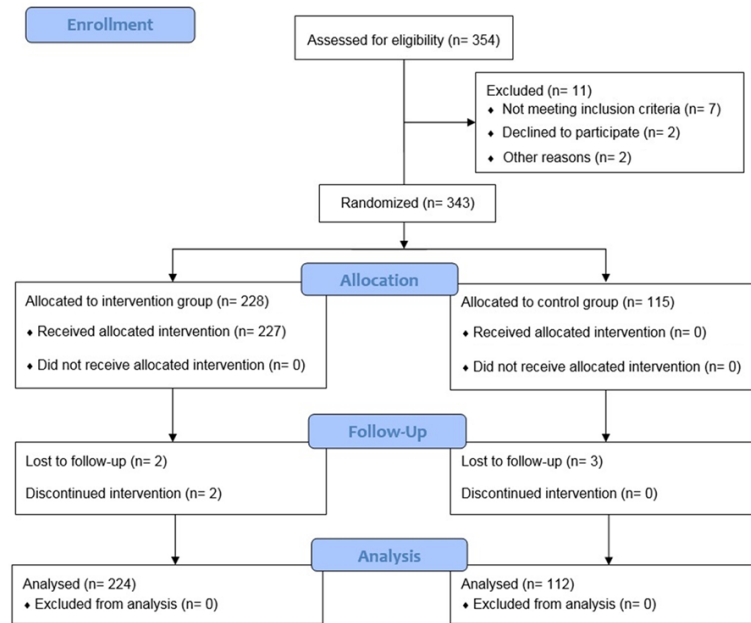 Enrollment
Assessed for eligibility (n= 354)
Excluded (n= 11)
♦ Not meeting inclusion criteria (n= 7)
♦ Declined to participate (n= 2)
♦ Other reasons (n= 2)
Randomized (n= 343)
Allocation
Allocated to intervention group (n= 228)
♦ Received allocated intervention (n= 227)
♦ Did not receive allocated intervention (n= 0)
Allocated to control group (n= 115)
♦ Received allocated intervention (n= 0)
♦ Did not receive allocated intervention (n= 0)
Follow-Up
Lost to follow-up (n= 2)
Discontinued intervention (n= 2)
Lost to follow-up (n= 3)
Discontinued intervention (n= 0)
Analysis
Analysed (n= 224)
♦ Excluded from analysis (n= 0)
Analysed (n= 112)
♦ Excluded from analysis (n= 0)